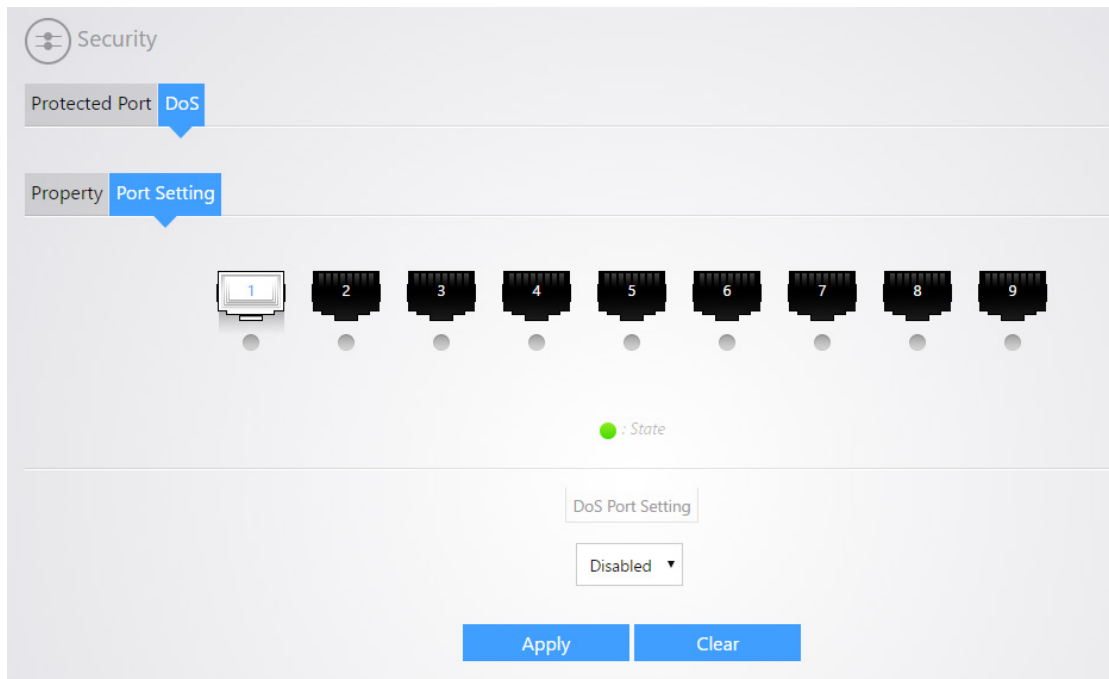 Security
Protected Port DoS
Property Port Setting
1 2 3 4 5 6 7 8 9
: State
DoS Port Setting
Disabled
Apply Clear